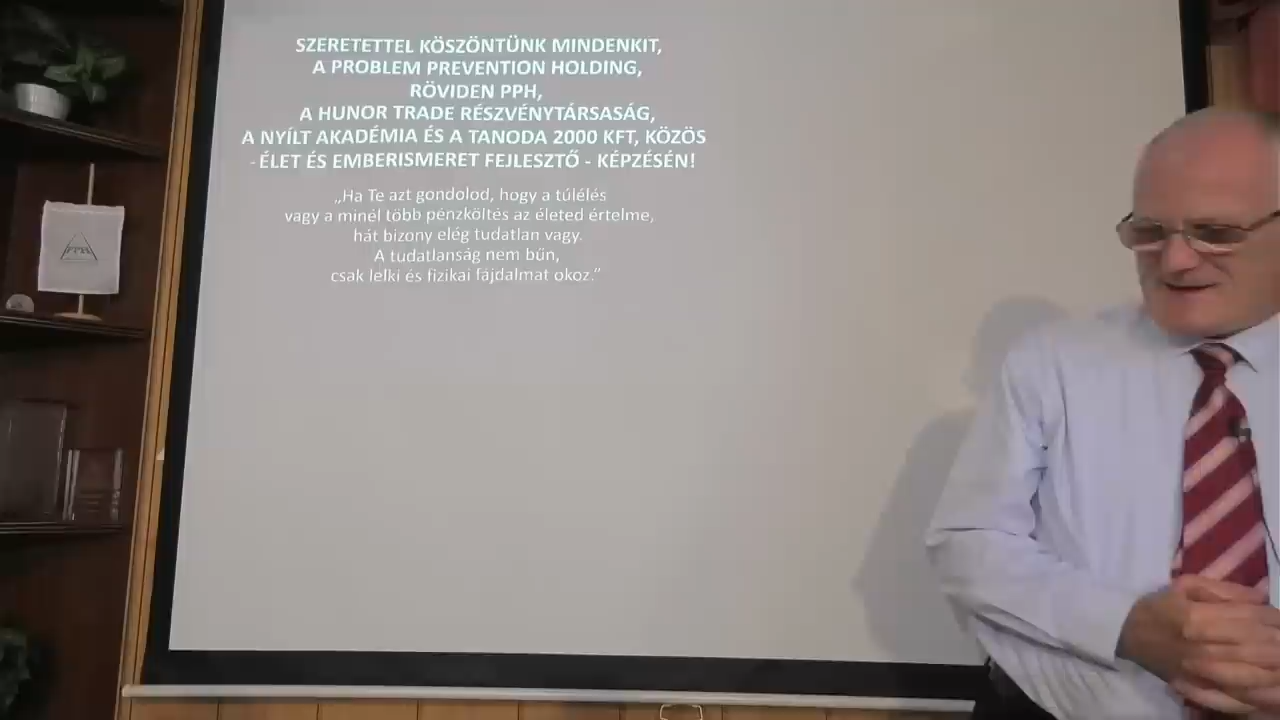 SZERETETTEL KÖSZÖNTÜNK MINDENKIT,
A PROBLEM PREVENTION HOLDING,
RÖVIDEN PPH,
A HUNOR TRADE RÉSZVÉNYTÁRSASÁG,
A NYÍLT AKADÉMIA ÉS A TANODA 2000 KFT, KÖZÖS
- ÉLET ÉS EMBERISMERET FEJLESZTŐ - KÉPZÉSÉN!
„Ha Te azt gondolod, hogy a túlélés
vagy a minél több pénzköltés az életed értelme,
hát bizony elég tudatlan vagy.
A tudatlanság nem bűn,
csak lelki és fizikai fájdalmat okoz.”
PPH